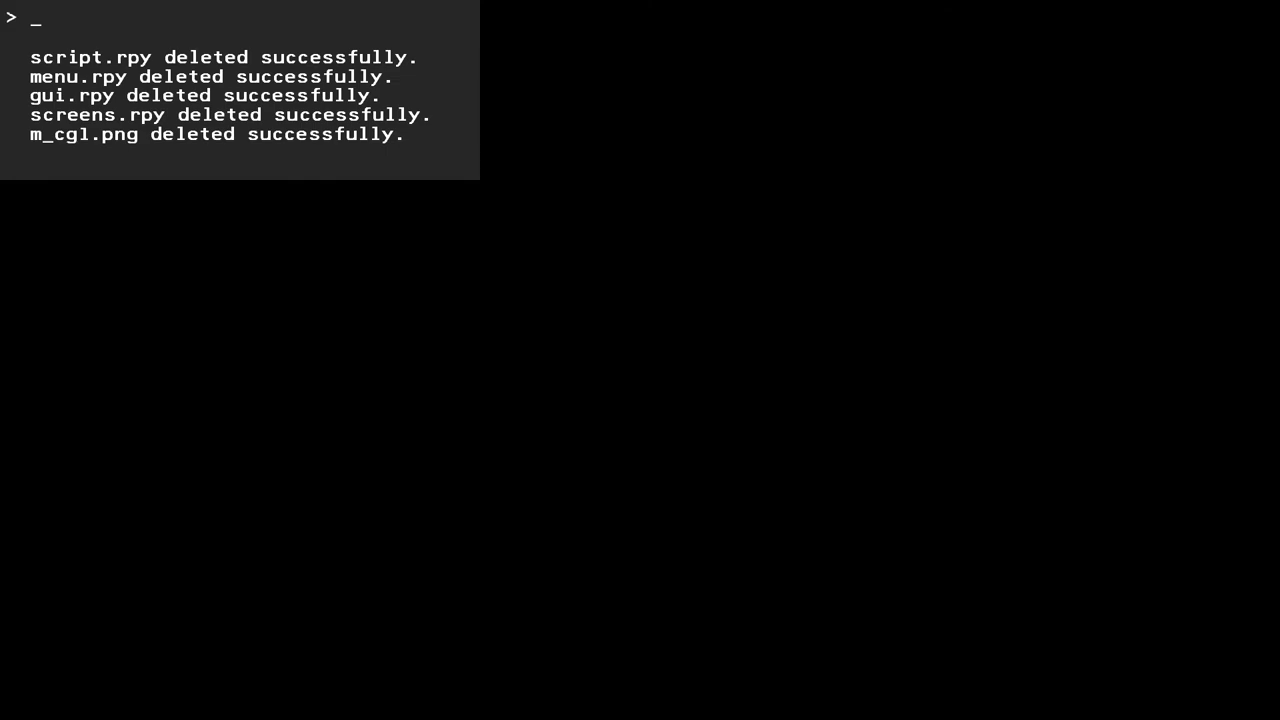 > _
script.rpy deleted successfully.
menu.rpy deleted successfully.
gui.rpy deleted successfully.
screens.rpy deleted successfully.
m_cg1.png deleted successfully.